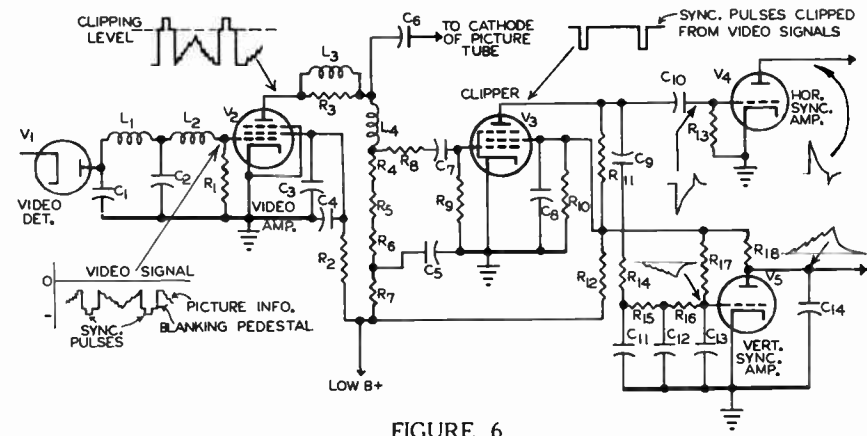 CLIPPING
LEVEL
C6
TO CATHODE
OF PICTURE
TUBE
SYNC. PULSES CLIPPED
FROM VIDEO SIGNALS
L3
R3
V2
L1
L2
V1
C1
C2
R1
C3
C4
VIDEO
DET.
VIDEO
AMP.
R2
L4
R4
R8
C7
R5
R6
R7
C5
CLIPPER
V3
R9
C8
R10
R11
R12
C9
C10
V4
R13
HOR.
SYNC.
AMP.
R14
R17
R18
V5
R15
R16
C11
C12
C13
C14
VERT.
SYNC.
AMP.
VIDEO SIGNAL
0
-
PICTURE INFO.
BLANKING PEDESTAL
SYNC.
PULSES
LOW B+
FIGURE 6